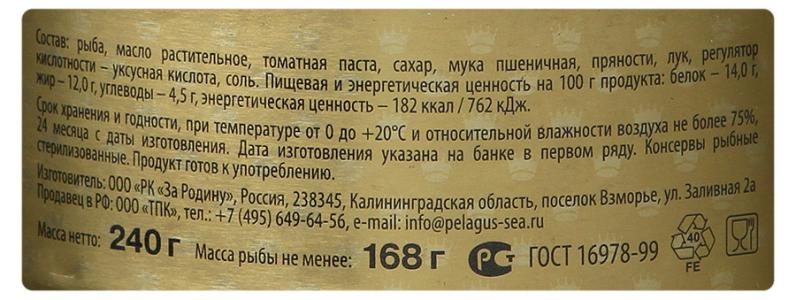 Состав: рыба, масло растительное, томатная паста, сахар, мука пшеничная, пряности, лук, регулятор
кислотности – уксусная кислота, соль. Пищевая и энергетическая ценность на 100 г продукта: белок – 14,0 г,
жир – 12,0 г, углеводы – 4,5 г, энергетическая ценность – 182 ккал / 762 кДж.
Срок хранения и годности, при температуре от 0 до +20°С и относительной влажности воздуха не более 75%,
24 месяца с даты изготовления. Дата изготовления указана на банке в первом ряду. Консервы рыбные
стерилизованные. Продукт готов к употреблению.
Изготовитель: ООО «РК «За Родину», Россия, 238345, Калининградская область, поселок Взморье, ул. Заливная 2а
Продавец в РФ: ООО «ТПК», тел.: +7 (495) 649-64-56, e-mail: info@pelagus-sea.ru
Масса нетто: 240 г Масса рыбы не менее: 168 г РСТ ГОСТ 16978-99 40
FE